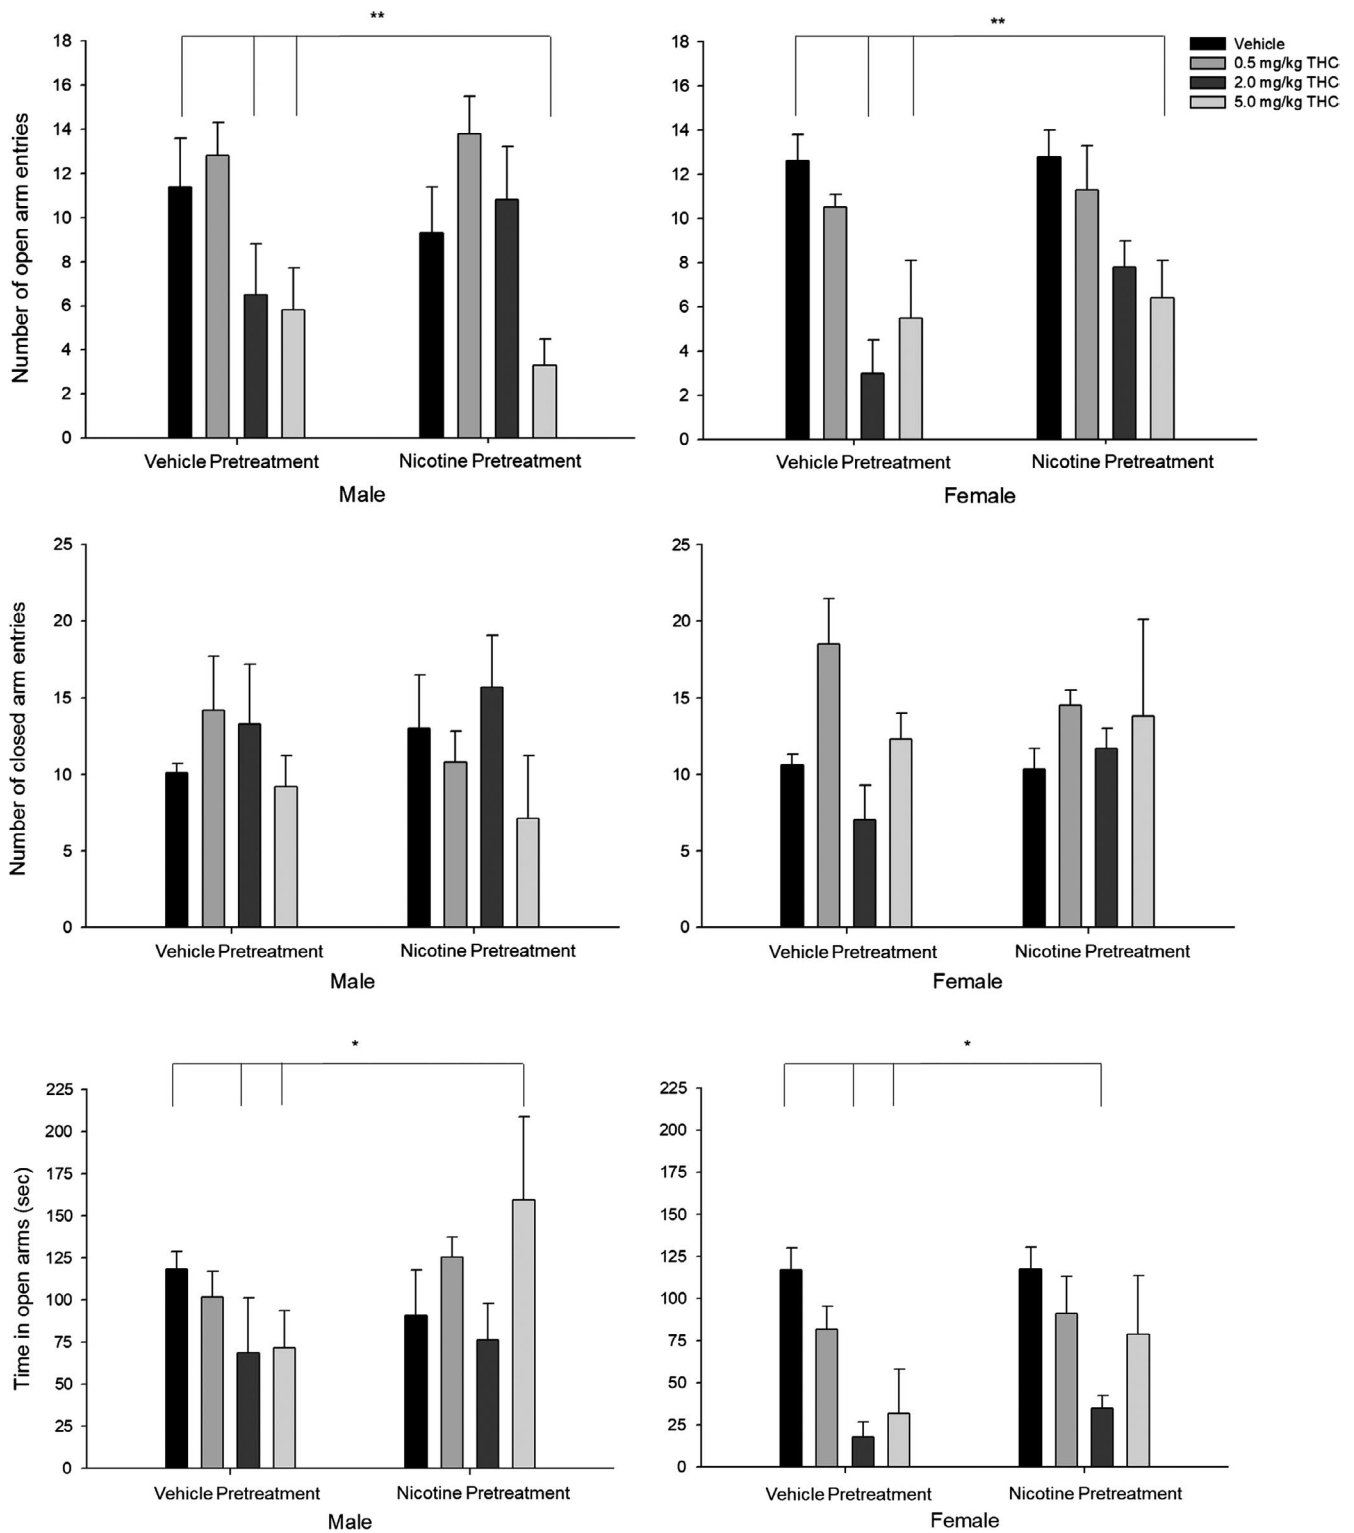 **
**
Vehicle
0.5 mg/kg THC
2.0 mg/kg THC
5.0 mg/kg THC
Number of open arm entries
18
16
14
12
10
8
6
4
2
0
Vehicle Pretreatment
Nicotine Pretreatment
Male
18
16
14
12
10
8
6
4
2
0
Vehicle Pretreatment
Nicotine Pretreatment
Female
Number of closed arm entries
25
20
15
10
5
0
Vehicle Pretreatment
Nicotine Pretreatment
Male
25
20
15
10
5
0
Vehicle Pretreatment
Nicotine Pretreatment
Female
*
Time in open arms (sec)
225
200
175
150
125
100
75
50
25
0
Vehicle Pretreatment
Nicotine Pretreatment
Male
*
225
200
175
150
125
100
75
50
25
0
Vehicle Pretreatment
Nicotine Pretreatment
Female